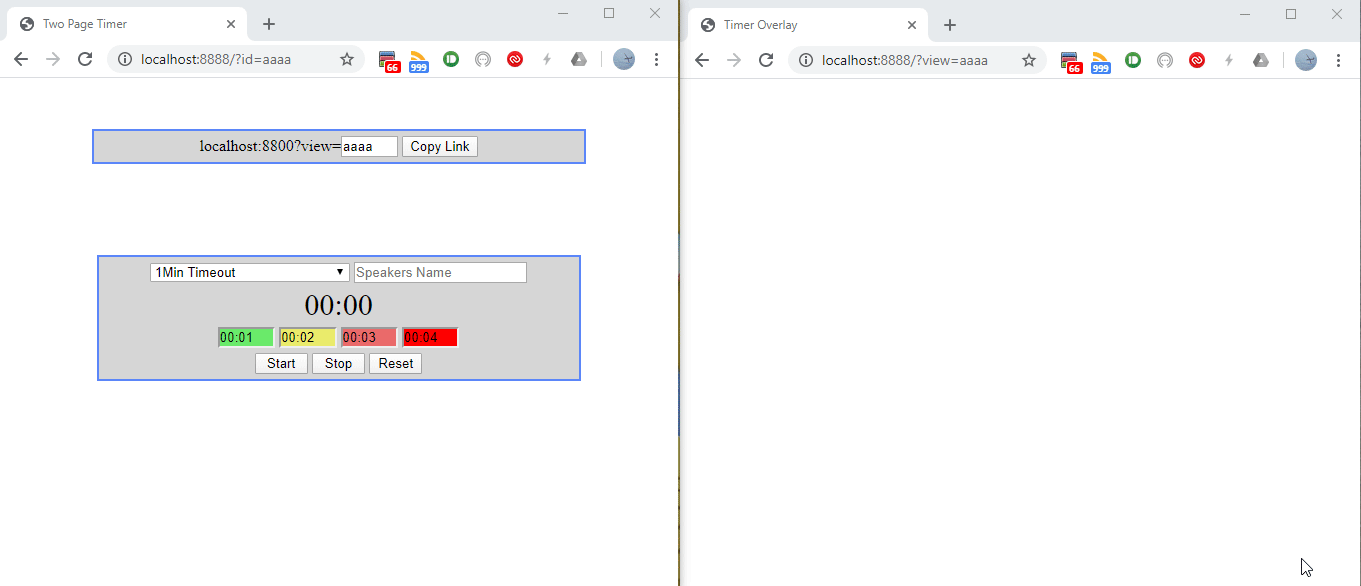 Two Page Timer
localhost:8888/?id=aaaa
66
999
localhost:8800?view=aaaa Copy Link
1Min Timeout Speakers Name
00:00
00:01 00:02 00:03 00:04
Start Stop Reset
Timer Overlay
localhost:8888/?view=aaaa
66
999